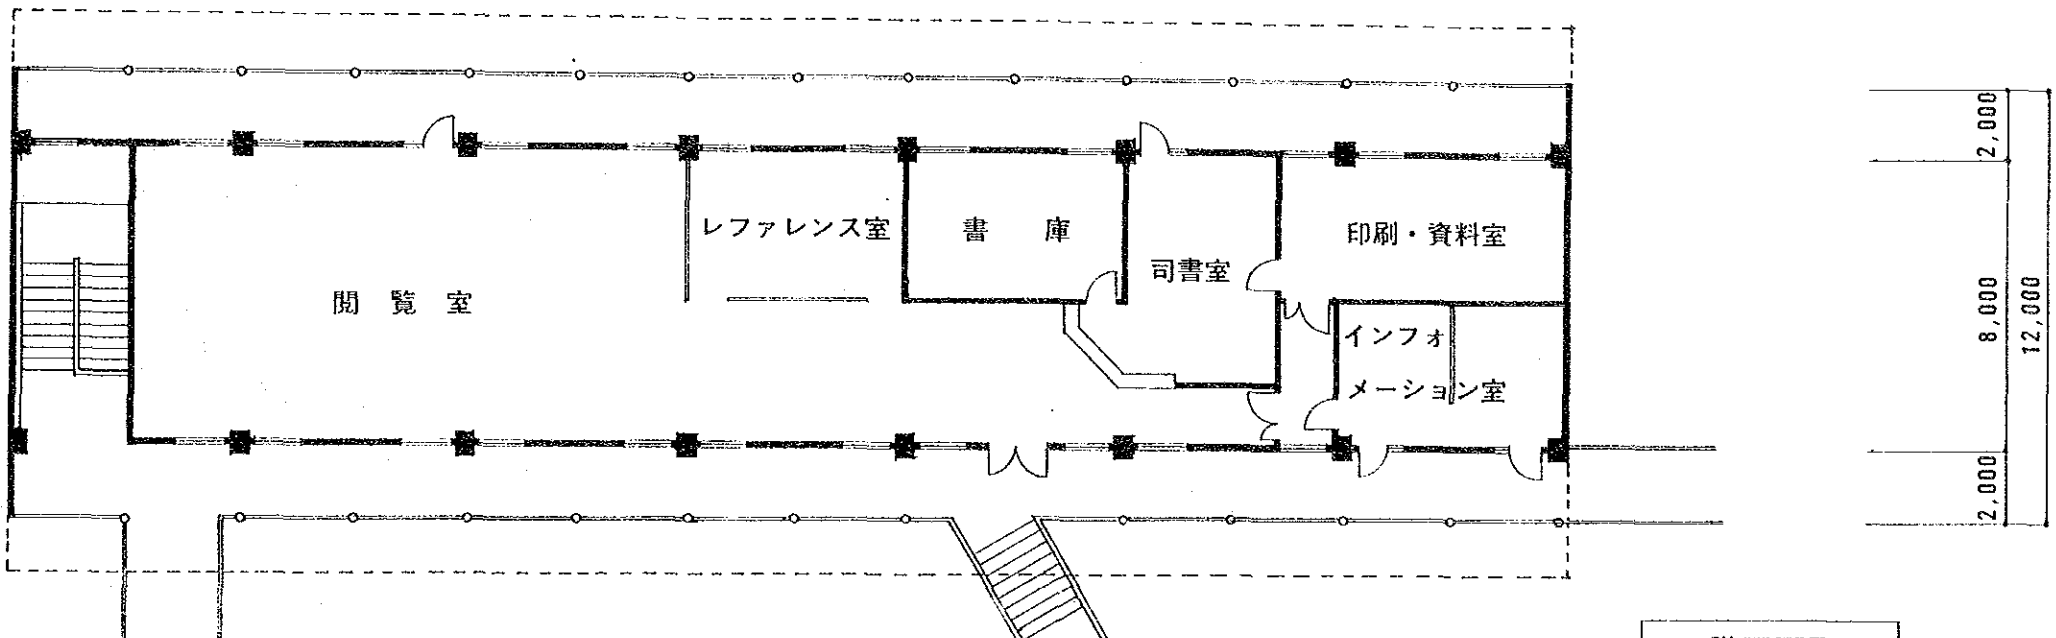 レファレンス室
書 庫
印刷・資料室
司書室
閲 覧 室
インフォ
メーション室
2,000
8,000
12,000
2,000